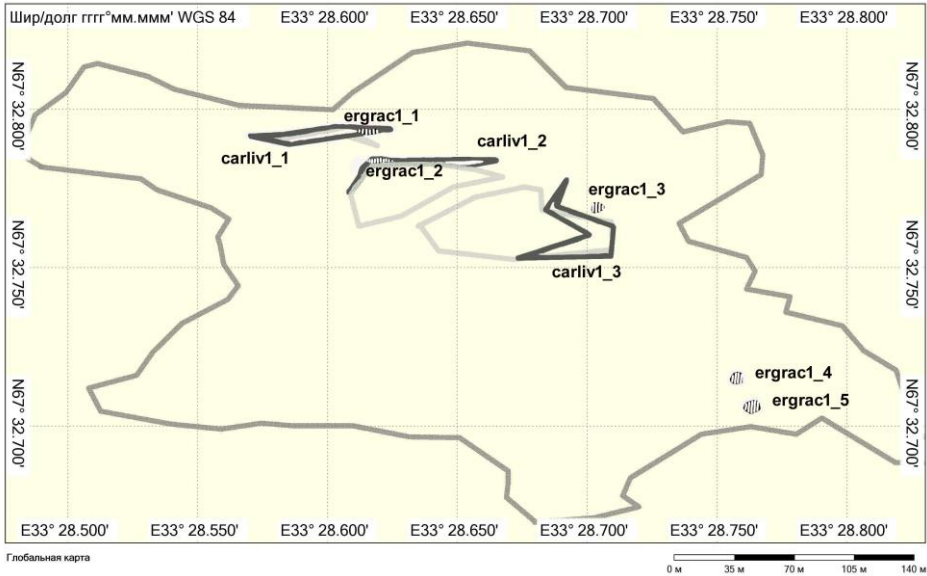 Шир/долг гггг°мм.ммм' WGS 84
E33° 28.600'
E33° 28.650'
E33° 28.700'
E33° 28.750'
E33° 28.800'
N67° 32.800'
N67° 32.800'
ergrac1_1
carliv1_1
carliv1_2
ergrac1_2
ergrac1_3
N67° 32.750'
N67° 32.750'
carliv1_3
ergrac1_4
ergrac1_5
N67° 32.700'
N67° 32.700'
E33° 28.500'
E33° 28.550'
E33° 28.600'
E33° 28.650'
E33° 28.700'
E33° 28.750'
E33° 28.800'
Глобальная карта
0 м
35 м
70 м
105 м
140 м